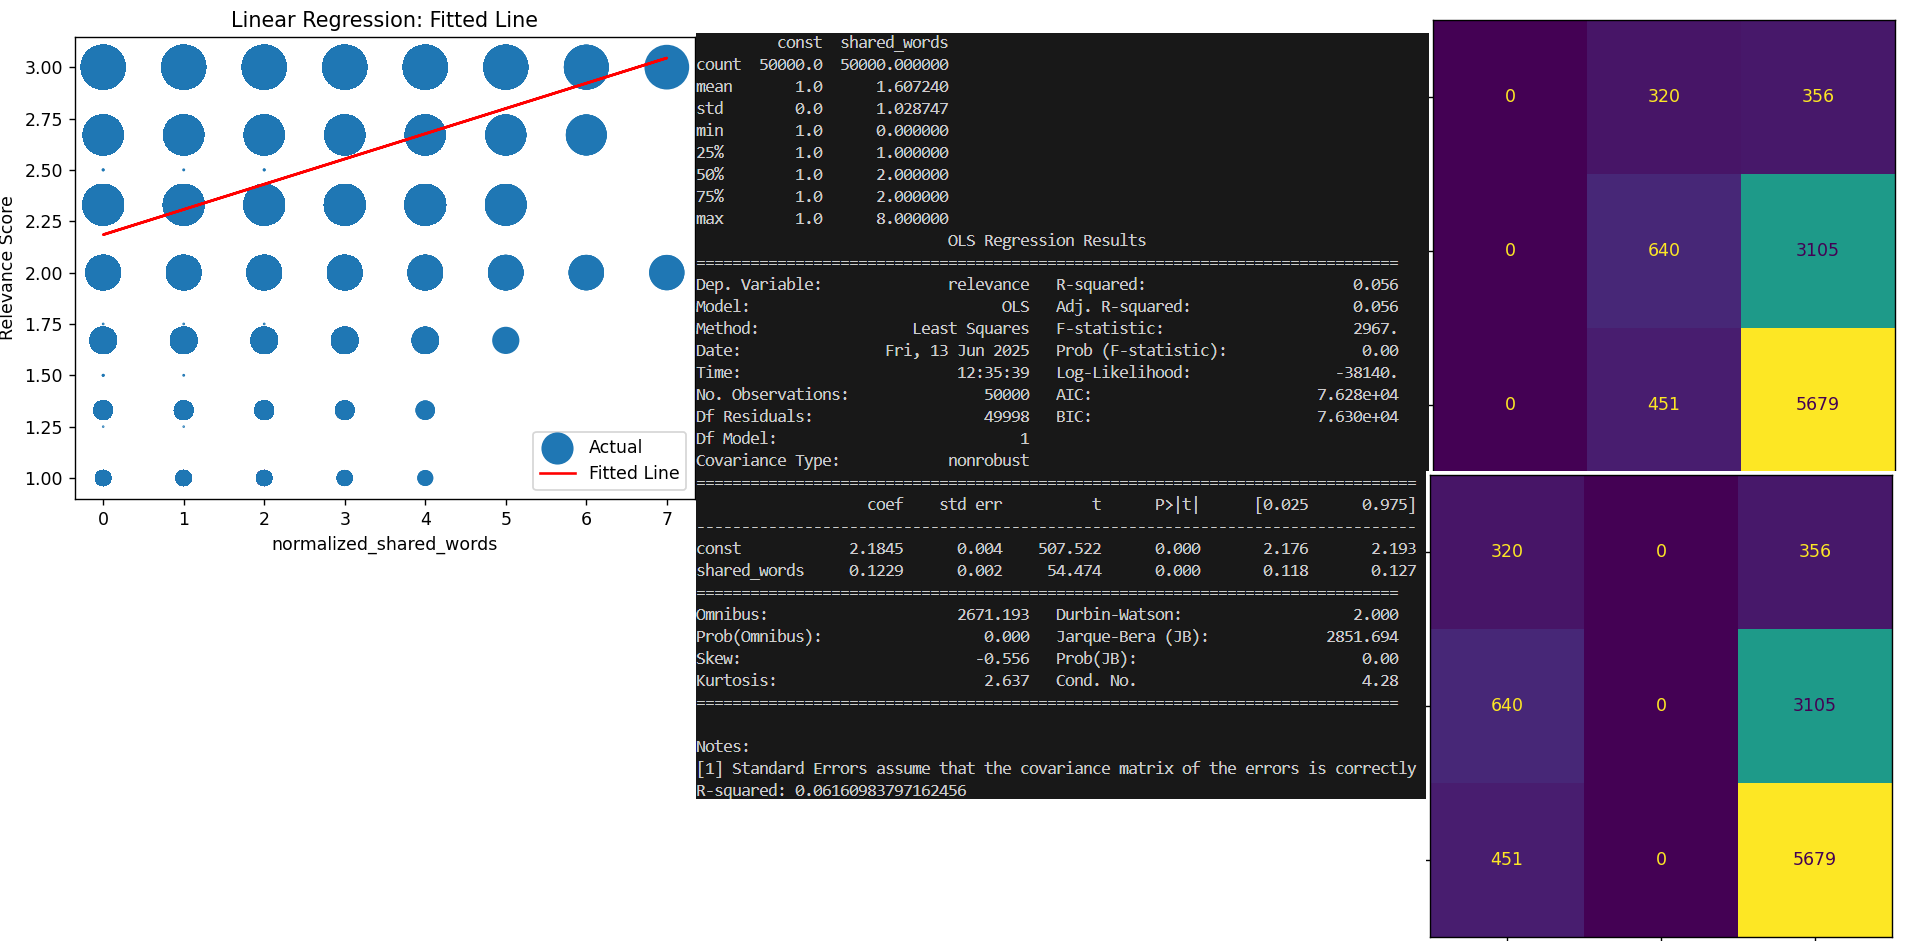 Linear Regression: Fitted Line
3.00
2.75
2.50
2.25
2.00
1.75
1.50
1.25
1.00
Relevance Score
0 1 2 3 4 5 6 7
normalized_shared_words
Actual
Fitted Line
const shared_words
count 50000.0 50000.000000
mean 1.0 1.607240
std 0.0 1.028747
min 1.0 0.000000
25% 1.0 1.000000
50% 1.0 2.000000
75% 1.0 2.000000
max 1.0 8.000000
OLS Regression Results
==============================================================================
Dep. Variable: relevance R-squared: 0.056
Model: OLS Adj. R-squared: 0.056
Method: Least Squares F-statistic: 2967.
Date: Fri, 13 Jun 2025 Prob (F-statistic): 0.00
Time: 12:35:39 Log-Likelihood: -38140.
No. Observations: 50000 AIC: 7.628e+04
Df Residuals: 49998 BIC: 7.630e+04
Df Model: 1
Covariance Type: nonrobust
================================================================================
coef std err t P>|t| [0.025 0.975]
--------------------------------------------------------------------------------
const 2.1845 0.004 507.522 0.000 2.176 2.193
shared_words 0.1229 0.002 54.474 0.000 0.118 0.127
==============================================================================
Omnibus: 2671.193 Durbin-Watson: 2.000
Prob(Omnibus): 0.000 Jarque-Bera (JB): 2851.694
Skew: -0.556 Prob(JB): 0.00
Kurtosis: 2.637 Cond. No. 4.28
==============================================================================
Notes:
[1] Standard Errors assume that the covariance matrix of the errors is correctly
R-squared: 0.06160983797162456
0 320 356
0 640 3105
0 451 5679
320 0 356
640 0 3105
451 0 5679